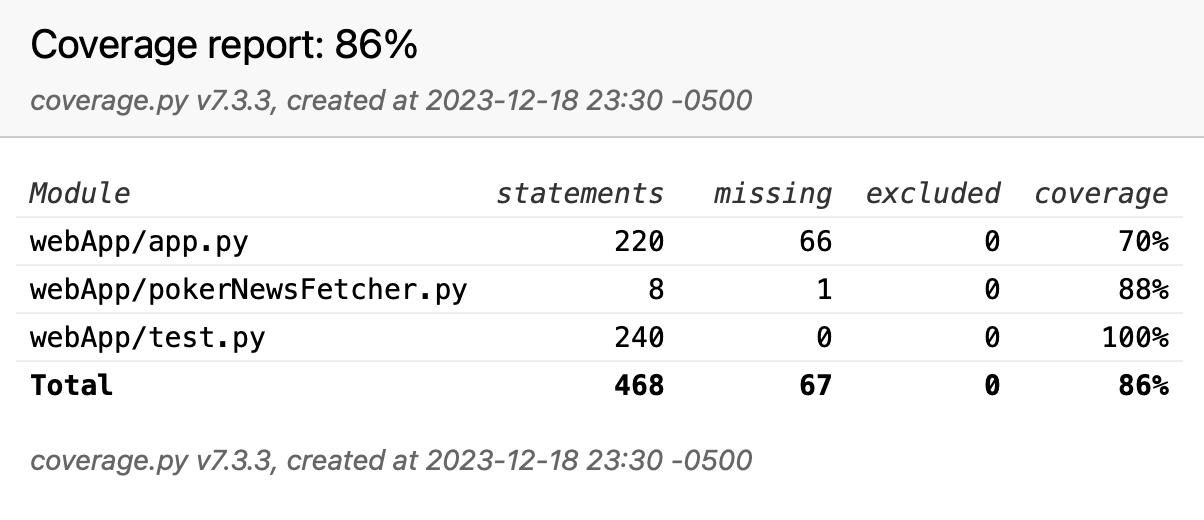 Coverage report: 86%
coverage.py v7.3.3, created at 2023-12-18 23:30 -0500
Module statements missing excluded coverage
webApp/app.py 220 66 0 70%
webApp/pokerNewsFetcher.py 8 1 0 88%
webApp/test.py 240 0 0 100%
Total 468 67 0 86%
coverage.py v7.3.3, created at 2023-12-18 23:30 -0500